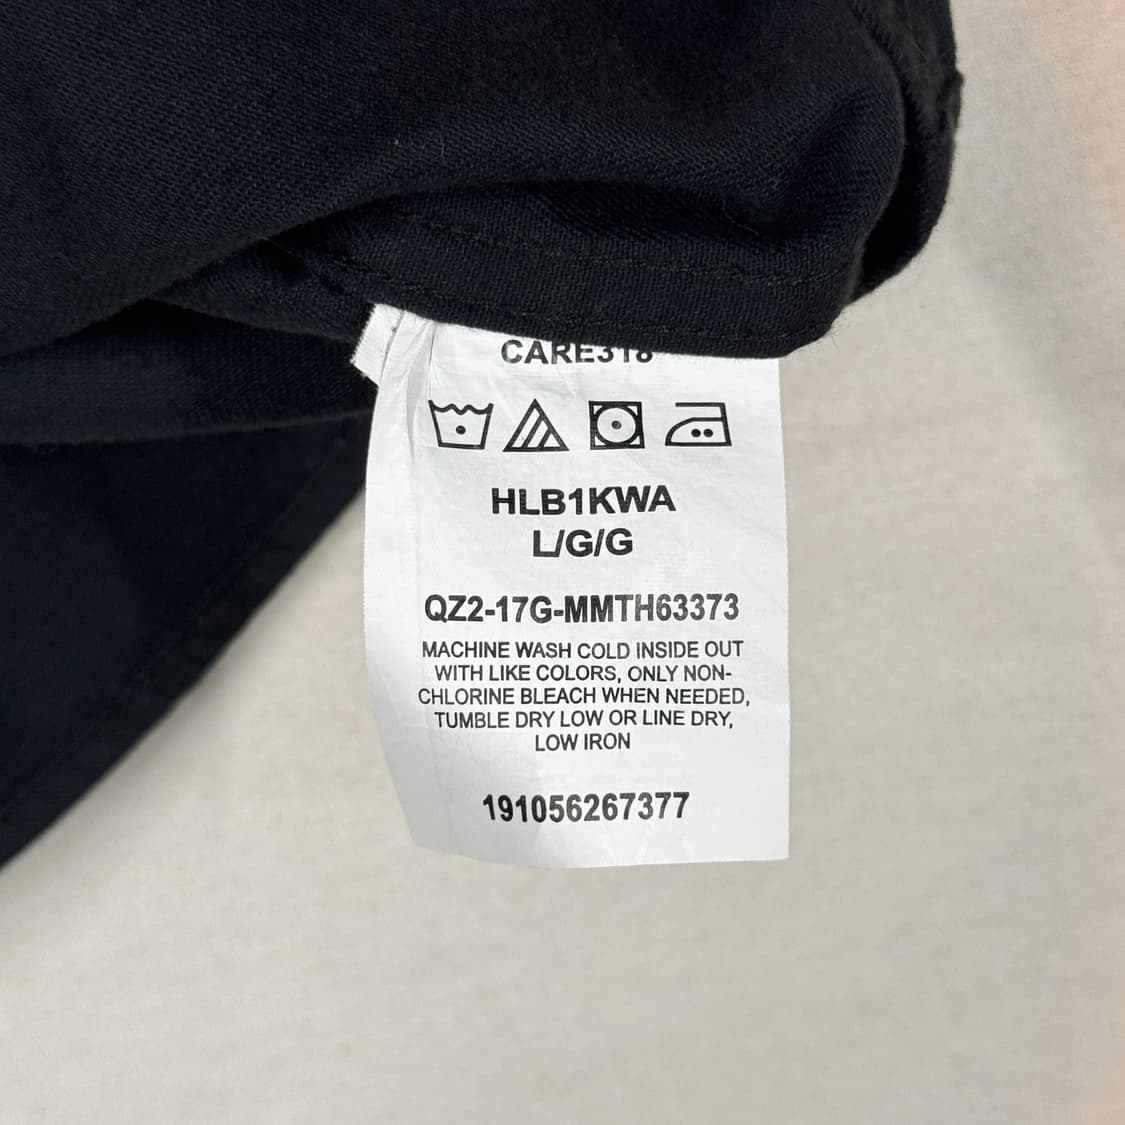 CARE318
HLB1KWA
L/G/G
QZ2-17G-MMTH63373
MACHINE WASH COLD INSIDE OUT
WITH LIKE COLORS, ONLY NON-
CHLORINE BLEACH WHEN NEEDED,
TUMBLE DRY LOW OR LINE DRY,
LOW IRON
191056267377